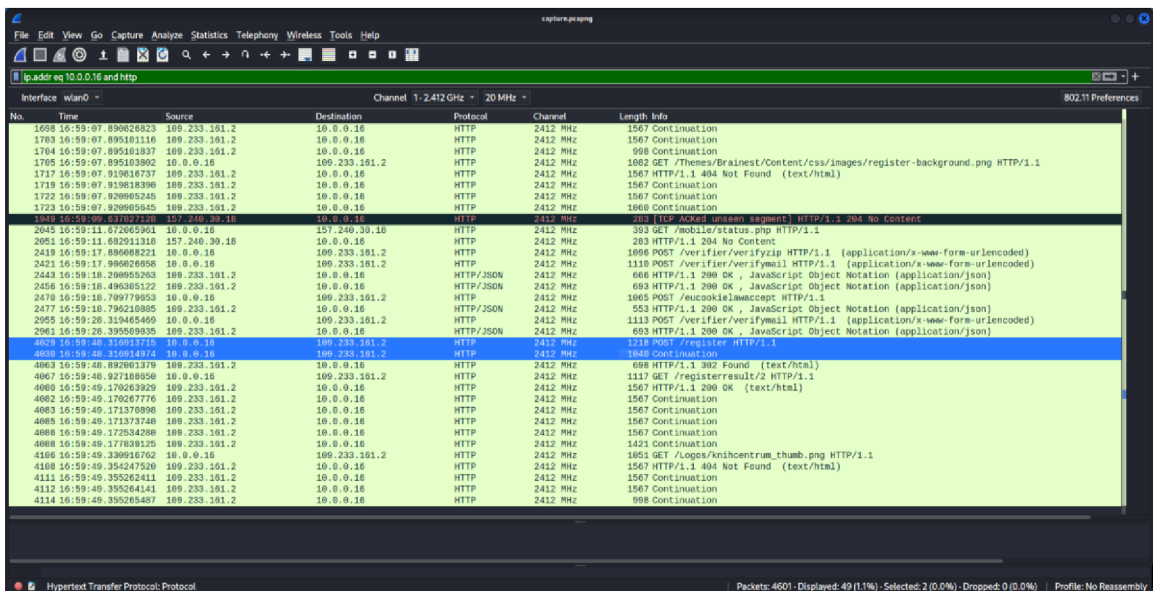 capture.pcapng
File Edit View Go Capture Analyze Statistics Telephony Wireless Tools Help
ip.addr eq 10.0.0.16 and http
Interface wlan0 Channel 1 · 2.412 GHz 20 MHz 802.11 Preferences
No. Time Source Destination Protocol Channel Length Info
1698 16:59:07.890826823 109.233.161.2 10.0.0.16 HTTP 2412 MHz 1567 Continuation
1703 16:59:07.895101116 109.233.161.2 10.0.0.16 HTTP 2412 MHz 1567 Continuation
1704 16:59:07.895101837 109.233.161.2 10.0.0.16 HTTP 2412 MHz 998 Continuation
1705 16:59:07.895103802 10.0.0.16 109.233.161.2 HTTP 2412 MHz 1082 GET /Themes/Brainest/Content/css/images/register-background.png HTTP/1.1
1717 16:59:07.919816737 109.233.161.2 10.0.0.16 HTTP 2412 MHz 1567 HTTP/1.1 404 Not Found (text/html)
1719 16:59:07.919818390 109.233.161.2 10.0.0.16 HTTP 2412 MHz 1567 Continuation
1722 16:59:07.920905245 109.233.161.2 10.0.0.16 HTTP 2412 MHz 1567 Continuation
1723 16:59:07.920905645 109.233.161.2 10.0.0.16 HTTP 2412 MHz 1060 Continuation
1949 16:59:09.637827128 157.240.30.18 10.0.0.16 HTTP 2412 MHz 283 [TCP ACKed unseen segment] HTTP/1.1 204 No Content
2045 16:59:11.672065961 10.0.0.16 157.240.30.18 HTTP 2412 MHz 393 GET /mobile/status.php HTTP/1.1
2051 16:59:11.682911318 157.240.30.18 10.0.0.16 HTTP 2412 MHz 283 HTTP/1.1 204 No Content
2419 16:59:17.886088221 10.0.0.16 109.233.161.2 HTTP 2412 MHz 1096 POST /verifier/verifyzip HTTP/1.1 (application/x-www-form-urlencoded)
2421 16:59:17.906026658 10.0.0.16 109.233.161.2 HTTP 2412 MHz 1110 POST /verifier/verifymail HTTP/1.1 (application/x-www-form-urlencoded)
2443 16:59:18.260955263 109.233.161.2 10.0.0.16 HTTP/JSON 2412 MHz 666 HTTP/1.1 200 OK , JavaScript Object Notation (application/json)
2456 16:59:18.496305122 109.233.161.2 10.0.0.16 HTTP/JSON 2412 MHz 693 HTTP/1.1 200 OK , JavaScript Object Notation (application/json)
2470 16:59:18.709779653 10.0.0.16 109.233.161.2 HTTP 2412 MHz 1065 POST /eucookielawaccept HTTP/1.1
2477 16:59:18.796210085 109.233.161.2 10.0.0.16 HTTP/JSON 2412 MHz 553 HTTP/1.1 200 OK , JavaScript Object Notation (application/json)
2955 16:59:28.319465469 10.0.0.16 109.233.161.2 HTTP 2412 MHz 1113 POST /verifier/verifymail HTTP/1.1 (application/x-www-form-urlencoded)
2961 16:59:28.395509035 109.233.161.2 10.0.0.16 HTTP/JSON 2412 MHz 693 HTTP/1.1 200 OK , JavaScript Object Notation (application/json)
4029 16:59:48.316913715 10.0.0.16 109.233.161.2 HTTP 2412 MHz 1218 POST /register HTTP/1.1
4030 16:59:48.316914974 10.0.0.16 109.233.161.2 HTTP 2412 MHz 1040 Continuation
4063 16:59:48.892001379 109.233.161.2 10.0.0.16 HTTP 2412 MHz 698 HTTP/1.1 302 Found (text/html)
4067 16:59:48.927188650 10.0.0.16 109.233.161.2 HTTP 2412 MHz 1117 GET /registerresult/2 HTTP/1.1
4080 16:59:49.170263929 109.233.161.2 10.0.0.16 HTTP 2412 MHz 1567 HTTP/1.1 200 OK (text/html)
4082 16:59:49.170267776 109.233.161.2 10.0.0.16 HTTP 2412 MHz 1567 Continuation
4083 16:59:49.171370898 109.233.161.2 10.0.0.16 HTTP 2412 MHz 1567 Continuation
4085 16:59:49.171373740 109.233.161.2 10.0.0.16 HTTP 2412 MHz 1567 Continuation
4086 16:59:49.172534280 109.233.161.2 10.0.0.16 HTTP 2412 MHz 1567 Continuation
4088 16:59:49.177839125 109.233.161.2 10.0.0.16 HTTP 2412 MHz 1421 Continuation
4106 16:59:49.330916762 10.0.0.16 109.233.161.2 HTTP 2412 MHz 1051 GET /Logos/knihcentrum_thumb.png HTTP/1.1
4108 16:59:49.354247520 109.233.161.2 10.0.0.16 HTTP 2412 MHz 1567 HTTP/1.1 404 Not Found (text/html)
4111 16:59:49.355262411 109.233.161.2 10.0.0.16 HTTP 2412 MHz 1567 Continuation
4112 16:59:49.355264141 109.233.161.2 10.0.0.16 HTTP 2412 MHz 1567 Continuation
4114 16:59:49.355265487 109.233.161.2 10.0.0.16 HTTP 2412 MHz 998 Continuation
Hypertext Transfer Protocol: Protocol Packets: 4601 · Displayed: 49 (1.1%) · Selected: 2 (0.0%) · Dropped: 0 (0.0%) Profile: No Reassembly